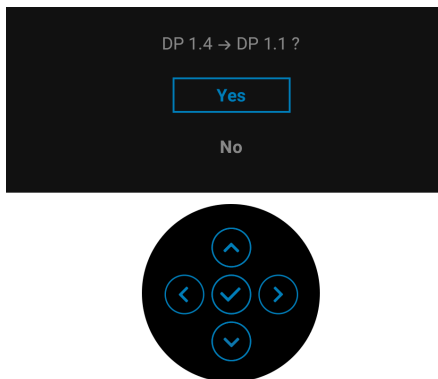 DP 1.4 → DP 1.1 ?
Yes
No